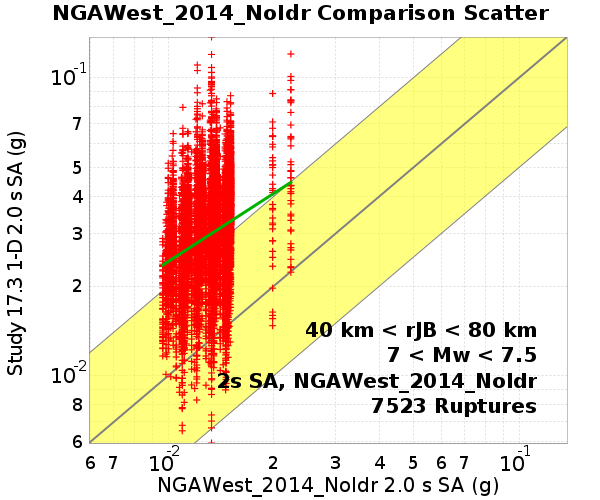 NGAWest_2014_NoIdr Comparison Scatter
10-1
7
5
4
3
2
10-2
8
6
Study 17.3 1-D 2.0 s SA (g)
40 km < rJB < 80 km
7 < Mw < 7.5
2s SA, NGAWest_2014_NoIdr
7523 Ruptures
6 7 10-2 2 3 4 5 6 7 10-1
NGAWest_2014_NoIdr 2.0 s SA (g)